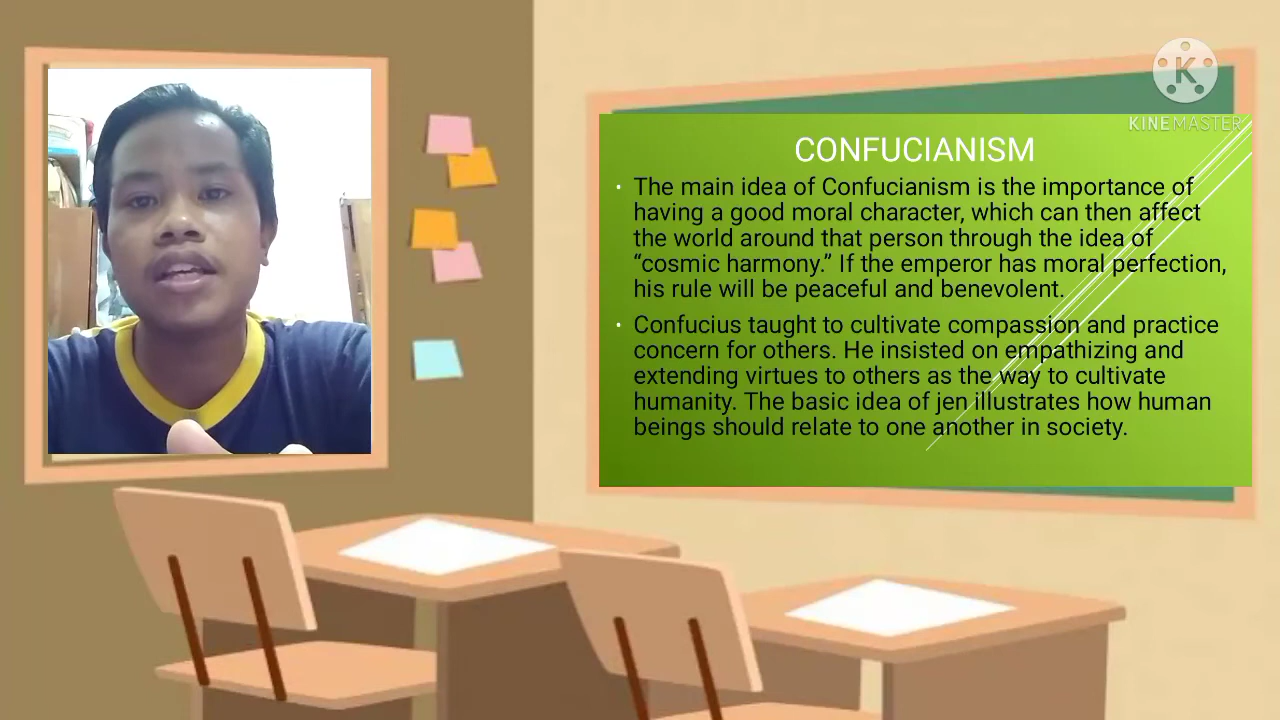 K
KINEMASTER
CONFUCIANISM
• The main idea of Confucianism is the importance of
having a good moral character, which can then affect
the world around that person through the idea of
“cosmic harmony.” If the emperor has moral perfection,
his rule will be peaceful and benevolent.
• Confucius taught to cultivate compassion and practice
concern for others. He insisted on empathizing and
extending virtues to others as the way to cultivate
humanity. The basic idea of jen illustrates how human
beings should relate to one another in society.